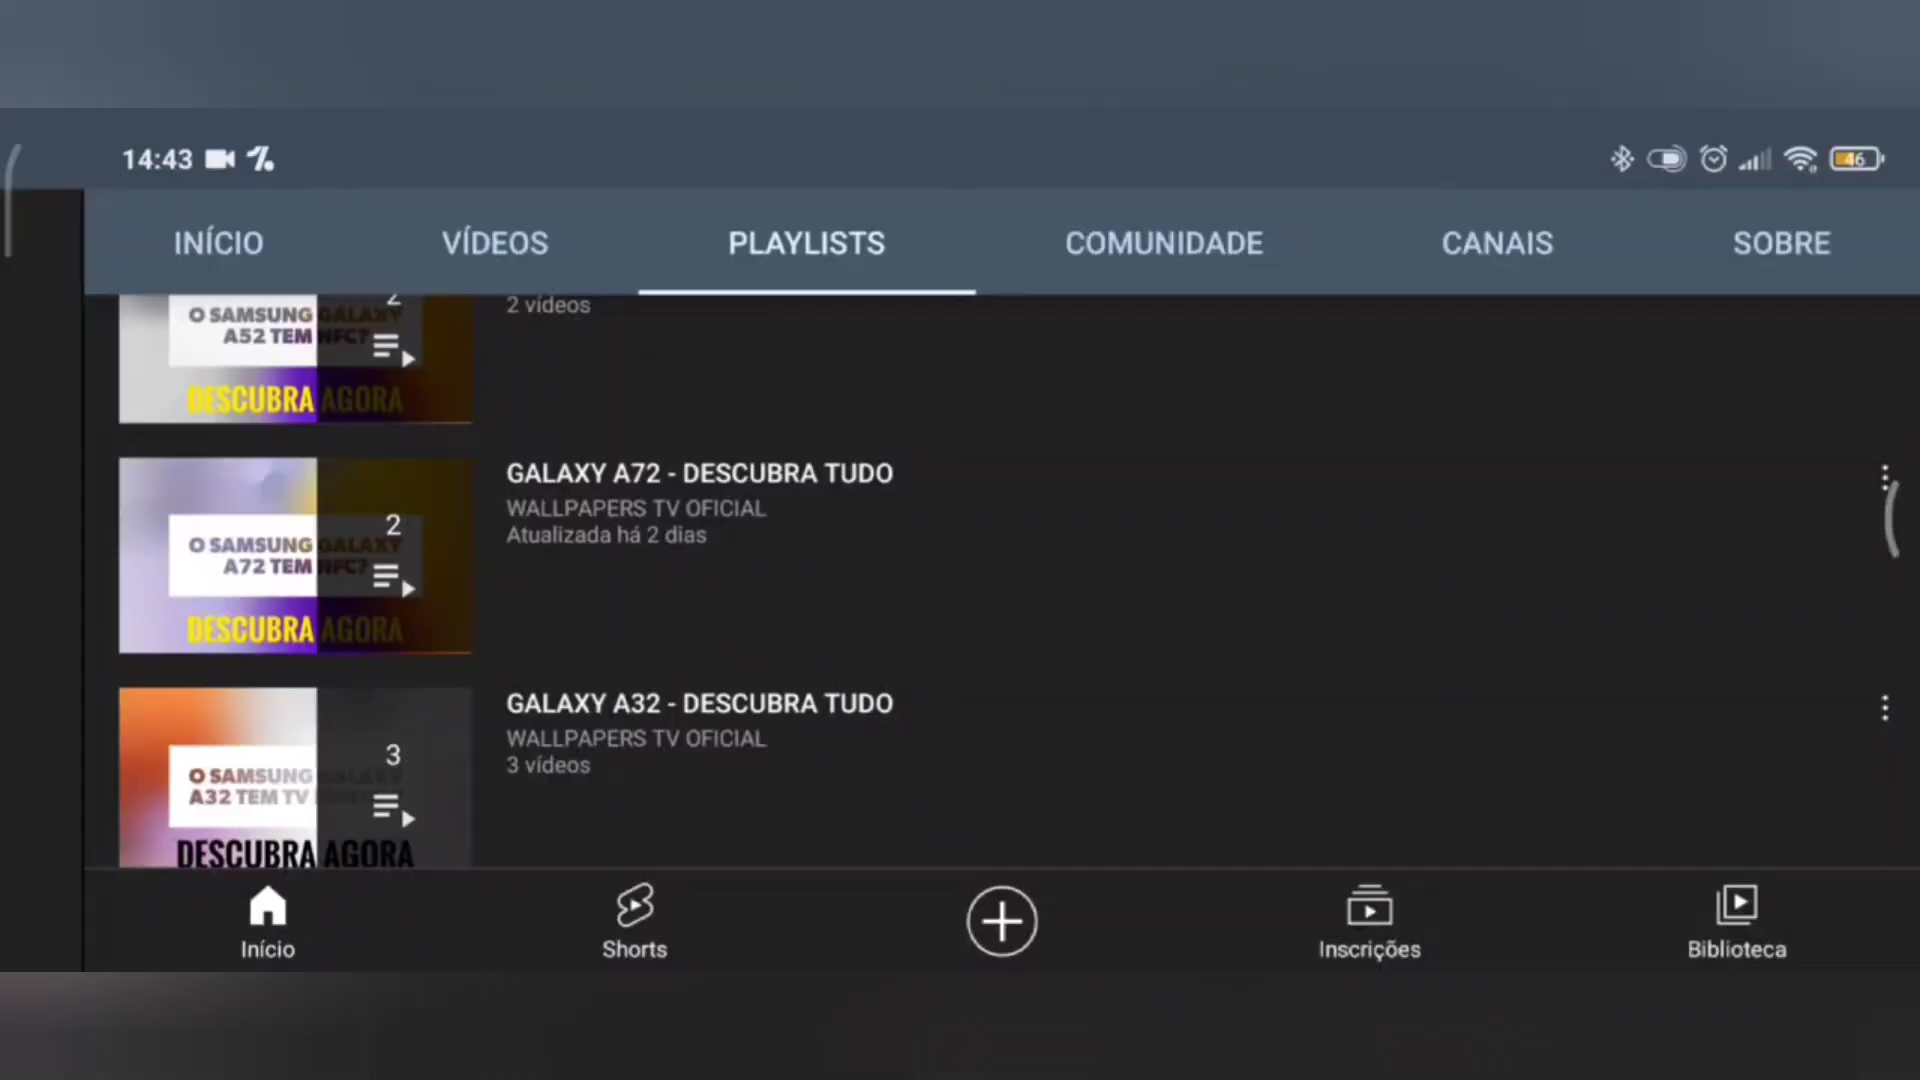 14:43
46
INÍCIO
VÍDEOS
PLAYLISTS
COMUNIDADE
CANAIS
SOBRE
2
O SAMSUNG GALAXY
A52 TEM NFC?
DESCUBRA AGORA
2 vídeos
2
O SAMSUNG GALAXY
A72 TEM NFC?
DESCUBRA AGORA
GALAXY A72 - DESCUBRA TUDO
WALLPAPERS TV OFICIAL
Atualizada há 2 dias
3
O SAMSUNG
A32 TEM TV
DESCUBRA AGORA
GALAXY A32 - DESCUBRA TUDO
WALLPAPERS TV OFICIAL
3 vídeos
Início
Shorts
Inscrições
Biblioteca